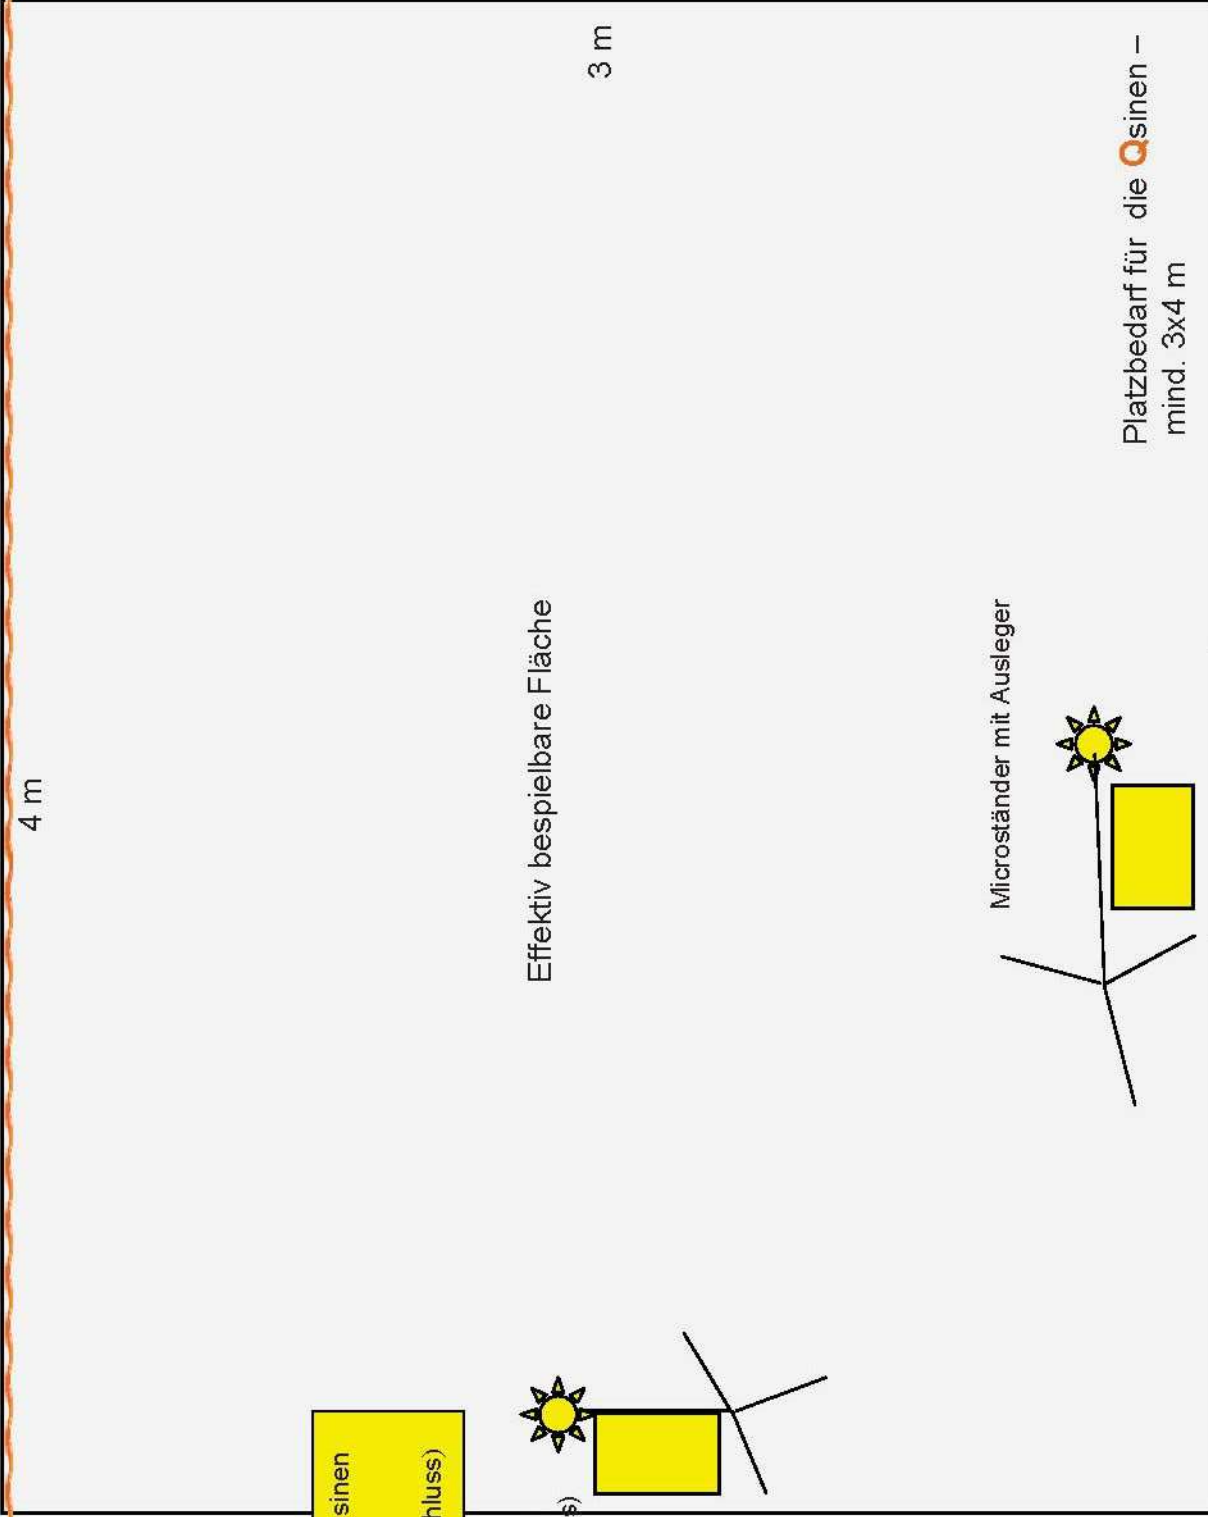 4 m
3 m
Effektiv bespielbare Fläche
Microständer mit Ausleger
Platzbedarf für die Qsinen –
mind. 3x4 m
sinen
hluss)
s)